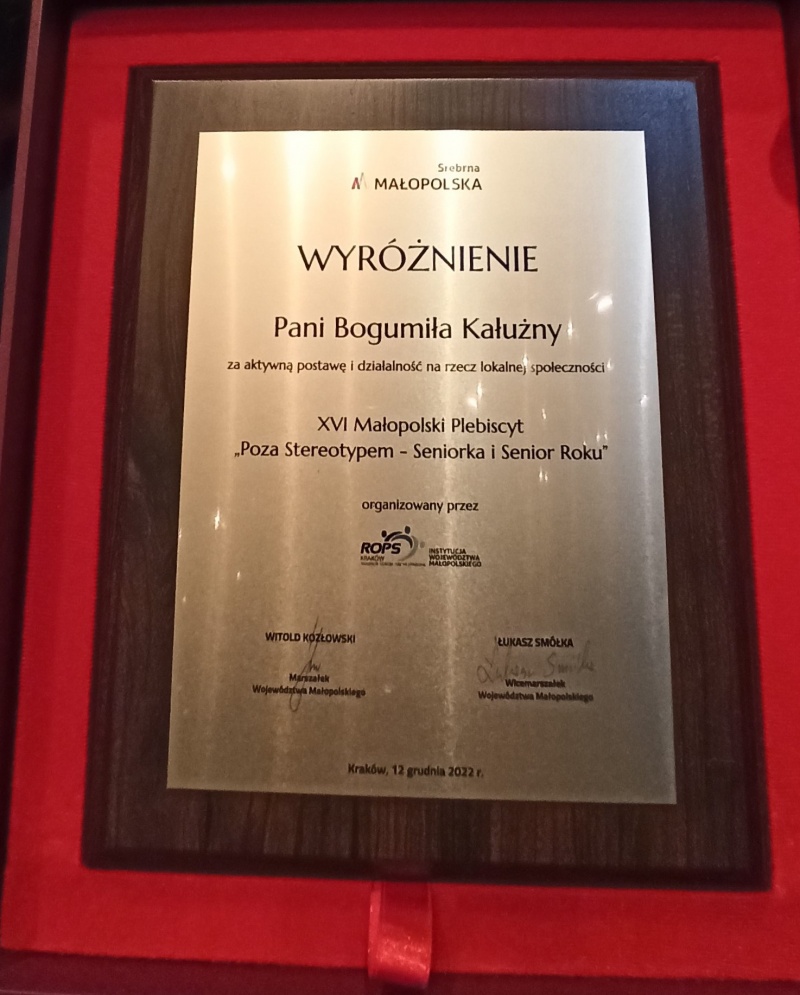 Srebrna
MAŁOPOLSKA
WYRÓŻNIENIE
Pani Bogumiła Kałużny
za aktywną postawę i działalność na rzecz lokalnej społeczności
XVI Małopolski Plebiscyt
„Poza Stereotypem - Seniorka i Senior Roku”
organizowany przez
ROPS
KRAKÓW
INSTYTUCJA
WOJEWÓDZTWA
MAŁOPOLSKIEGO
WITOLD KOZŁOWSKI
Marszałek
Województwa Małopolskiego
ŁUKASZ SMÓŁKA
Łukasz Smółka
Wicemarszałek
Województwa Małopolskiego
Kraków, 12 grudnia 2022 r.